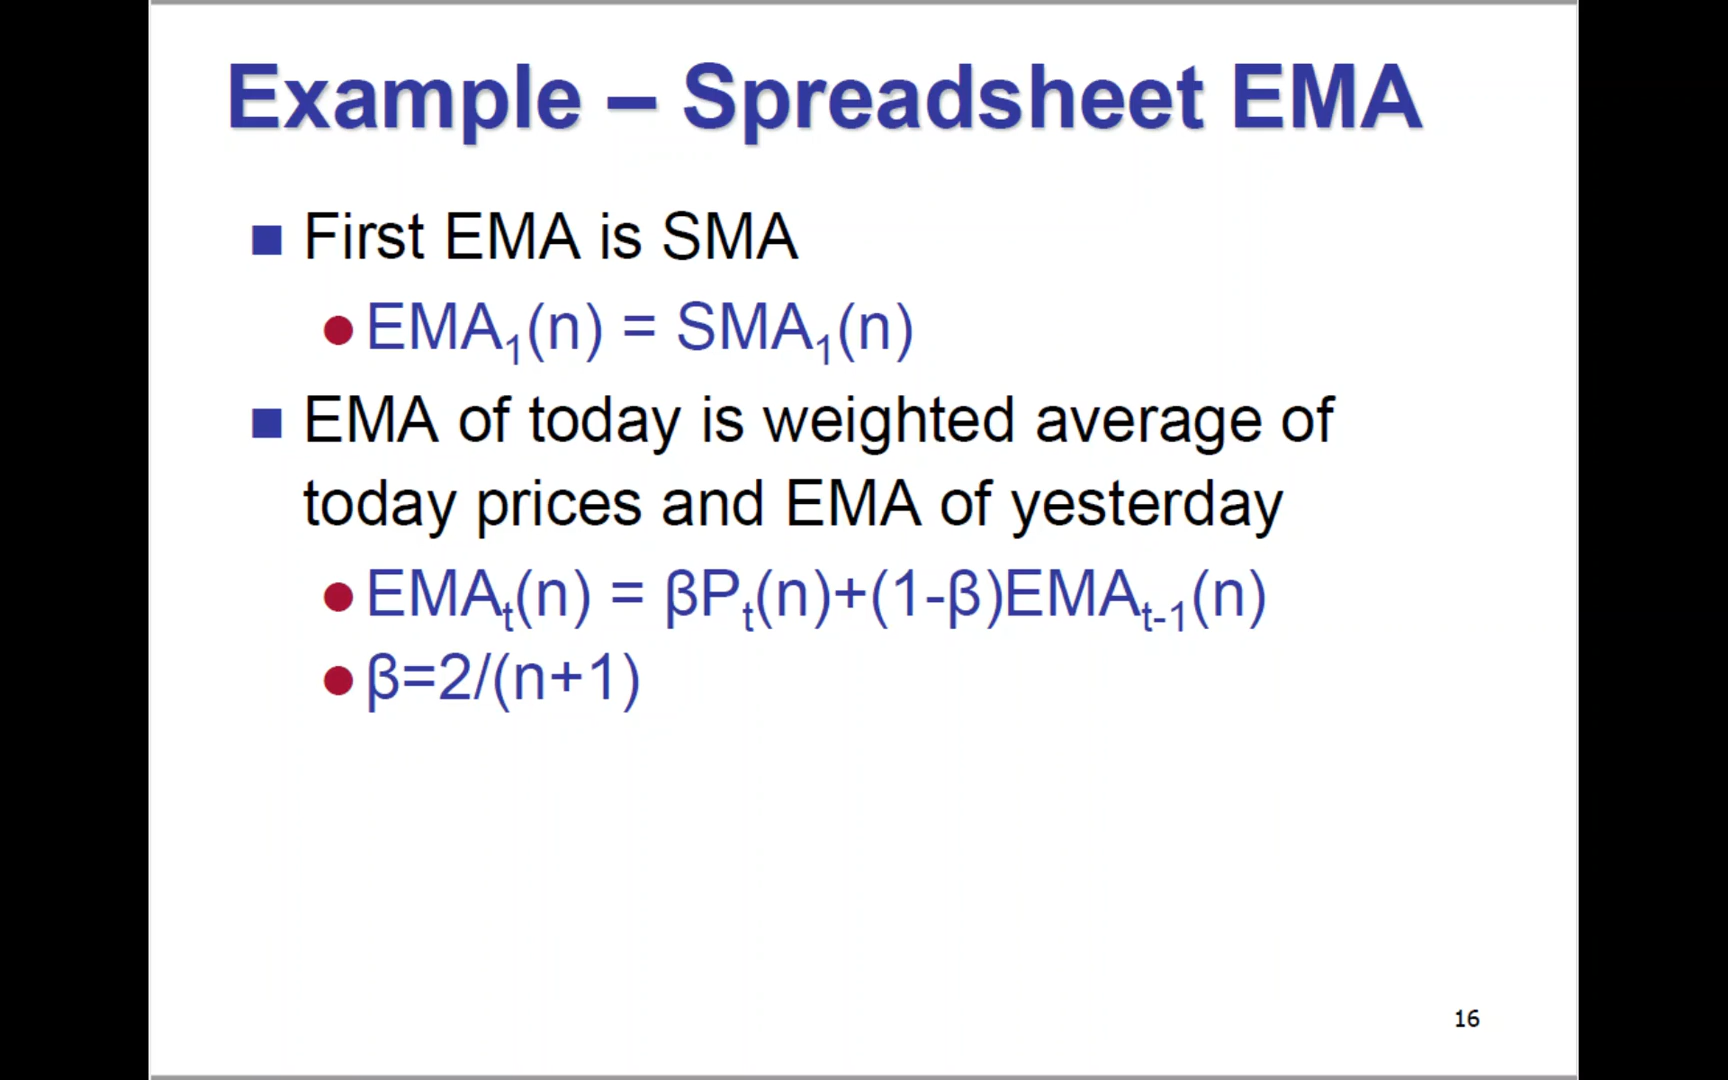 Example – Spreadsheet EMA
First EMA is SMA
EMA₁(n) = SMA₁(n)
EMA of today is weighted average of
today prices and EMA of yesterday
EMAₜ(n) = βPₜ(n)+(1-β)EMAₜ₋₁(n)
β=2/(n+1)
16